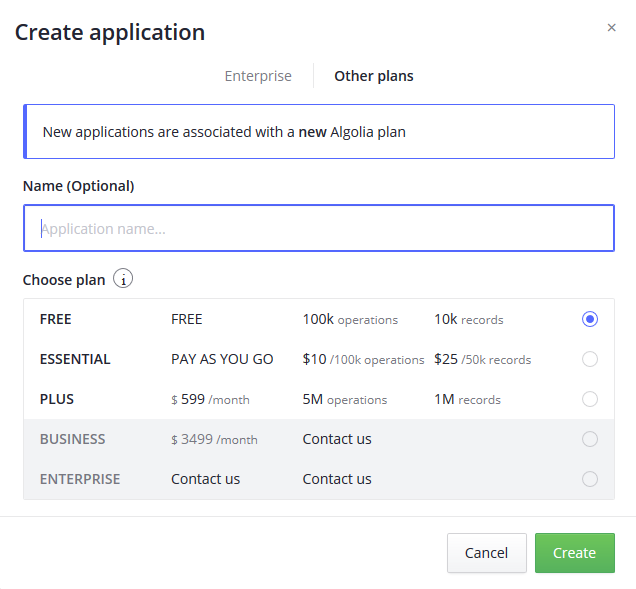 Create application
×
Enterprise Other plans
New applications are associated with a new Algolia plan
Name (Optional)
Application name...
Choose plan i
FREE FREE 100k operations 10k records
ESSENTIAL PAY AS YOU GO $10 /100k operations $25 /50k records
PLUS $ 599 /month 5M operations 1M records
BUSINESS $ 3499 /month Contact us
ENTERPRISE Contact us Contact us
Cancel Create